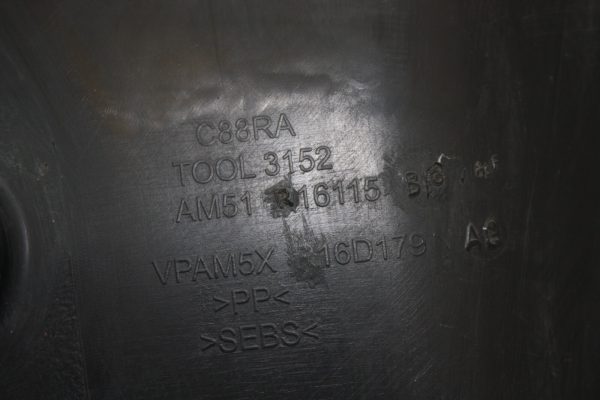 C88RA
TOOL 3152
AM51 R16115
VPAM5X 16D179 A
>PP<
>SEBS<